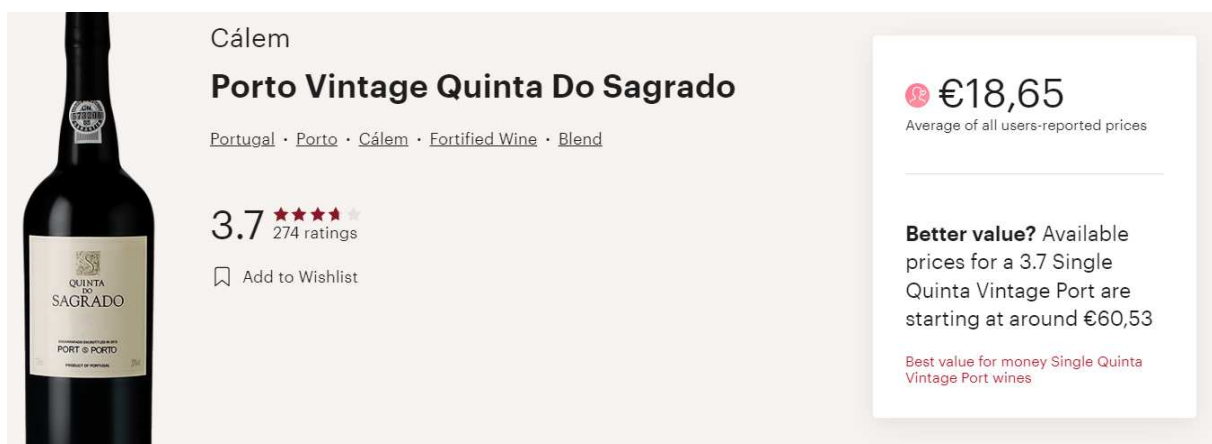 Cálem
Porto Vintage Quinta Do Sagrado
Portugal · Porto · Cálem · Fortified Wine · Blend
3.7
274 ratings
Add to Wishlist
€18,65
Average of all users-reported prices
Better value? Available
prices for a 3.7 Single
Quinta Vintage Port are
starting at around €60,53
Best value for money Single Quinta
Vintage Port wines
QUINTA
DO
SAGRADO
PORT PORTO
PRODUCT OF PORTUGAL